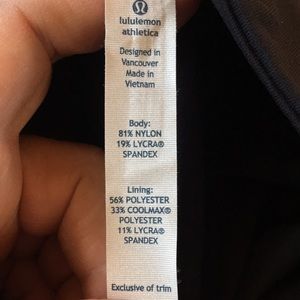 lululemon
athletica
Designed in
Vancouver
Made in
Vietnam
Body:
81% NYLON
19% LYCRA®
SPANDEX
Lining:
56% POLYESTER
33% COOLMAX®
POLYESTER
11% LYCRA®
SPANDEX
Exclusive of trim